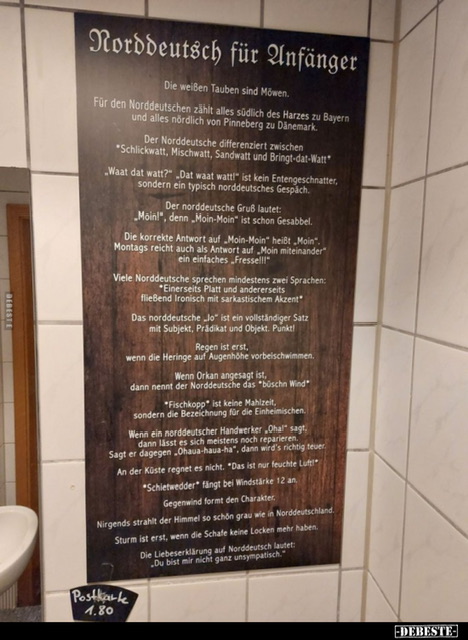 Norddeutsch für Anfänger
Die weißen Tauben sind Möwen.
Für den Norddeutschen zählt alles südlich des Harzes zu Bayern
und alles nördlich von Pinneberg zu Dänemark.
Der Norddeutsche differenziert zwischen
*Schlickwatt, Mischwatt, Sandwatt und Bringt-dat-Watt*
„Waat dat watt?" „Dat waat watt!" ist kein Entengeschnatter,
sondern ein typisch norddeutsches Gespäch.
Der norddeutsche Gruß lautet:
„Moin!", denn „Moin-Moin" ist schon Gesabbel.
Die korrekte Antwort auf „Moin-Moin" heißt „Moin".
Montags reicht auch als Antwort auf „Moin miteinander"
ein einfaches „Fresse!!!"
Viele Norddeutsche sprechen mindestens zwei Sprachen:
*Einerseits Platt und andererseits
fließend Ironisch mit sarkastischem Akzent*
Das norddeutsche „Jo" ist ein vollständiger Satz
mit Subjekt, Prädikat und Objekt. Punkt!
Regen ist erst,
wenn die Heringe auf Augenhöhe vorbeischwimmen.
Wenn Orkan angesagt ist,
dann nennt der Norddeutsche das *büschn Wind*
*Fischkopp* ist keine Mahlzeit,
sondern die Bezeichnung für die Einheimischen.
Wenn ein norddeutscher Handwerker „Oha!" sagt,
dann lässt es sich meistens noch reparieren.
Sagt er dagegen „Ohaua-haua-ha", dann wird's richtig teuer.
An der Küste regnet es nicht. *Das ist nur feuchte Luft!*
*Schietwedder* fängt bei Windstärke 12 an.
Gegenwind formt den Charakter.
Nirgends strahlt der Himmel so schön grau wie in Norddeutschland.
Sturm ist erst, wenn die Schafe keine Locken mehr haben.
Die Liebeserklärung auf Norddeutsch lautet:
„Du bist mir nicht ganz unsympatisch."
Postkarte
1.80
-DEBESTE-